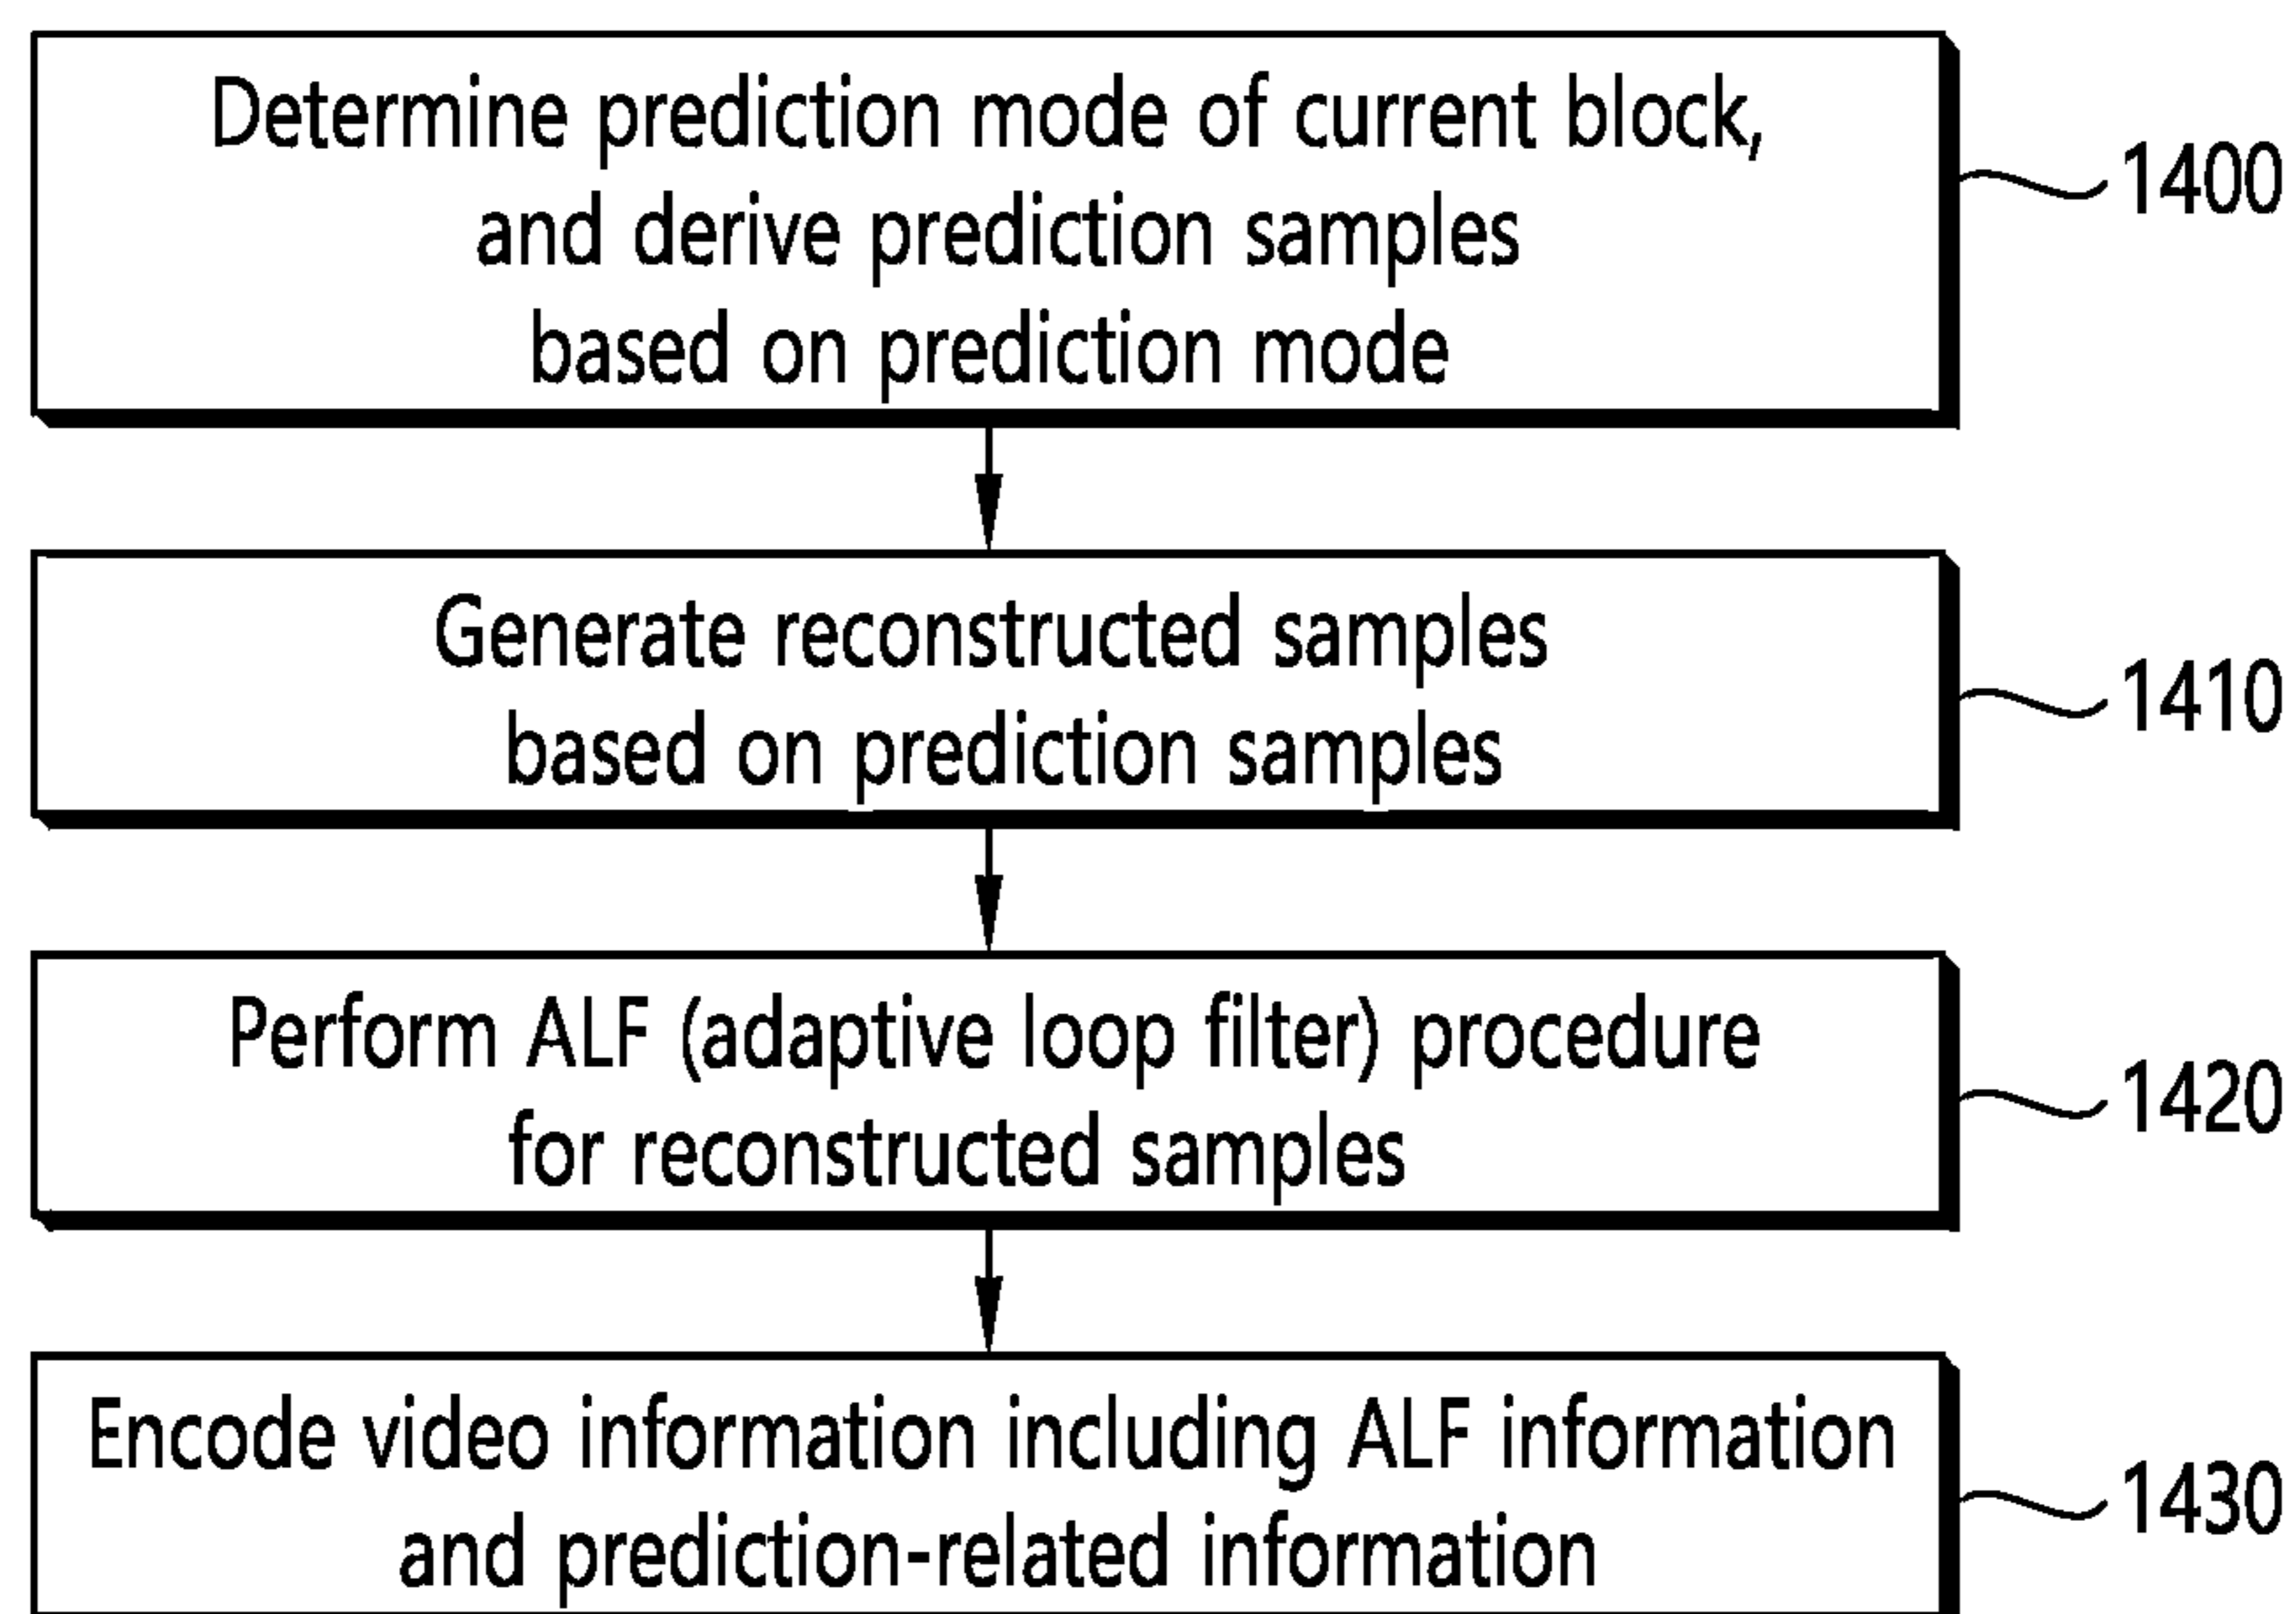 Determine prediction mode of current block,
and derive prediction samples
based on prediction mode
1400
Generate reconstructed samples
based on prediction samples
1410
Perform ALF (adaptive loop filter) procedure
for reconstructed samples
1420
Encode video information including ALF information
and prediction-related information
1430